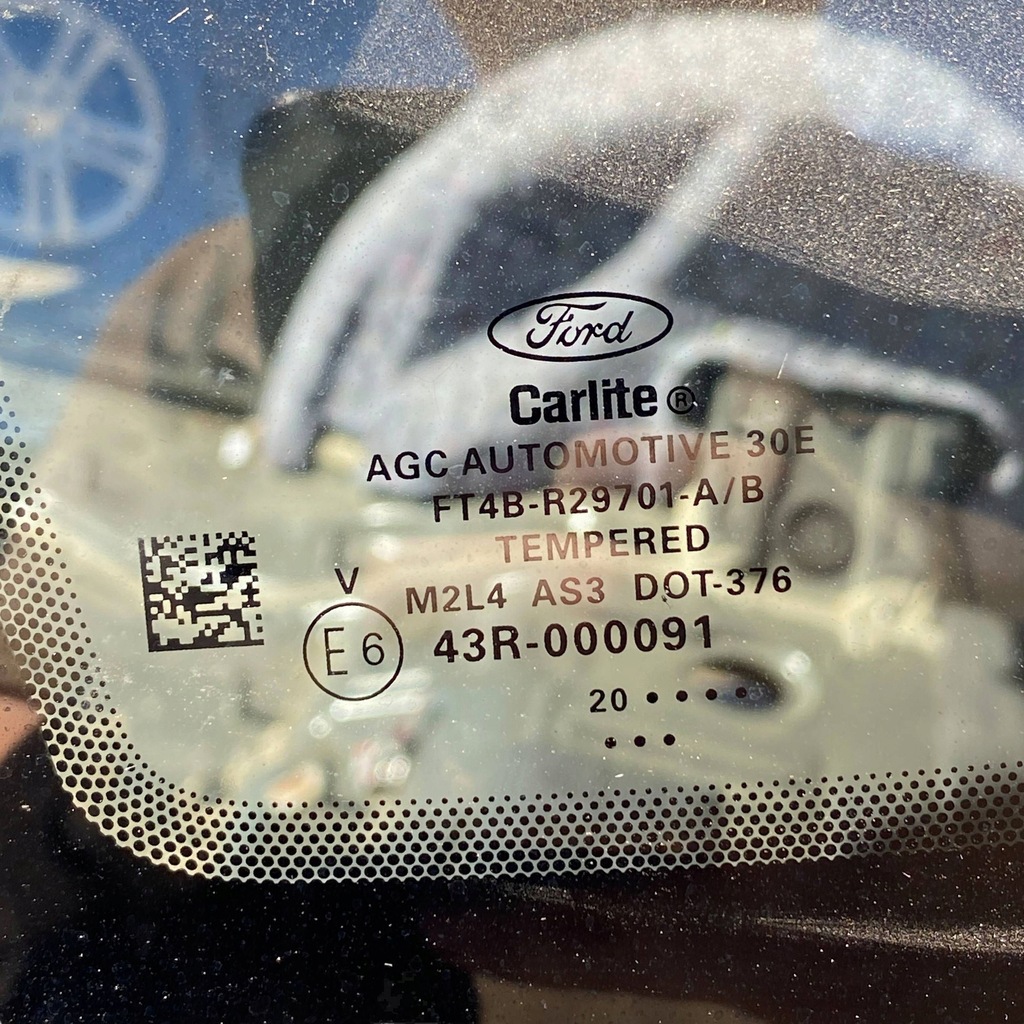 Ford
Carlite®
AGC AUTOMOTIVE 30E
FT4B-R29701-A/B
TEMPERED
V
M2L4 AS3 DOT-376
E6 43R-000091
20 • • • •
• • •